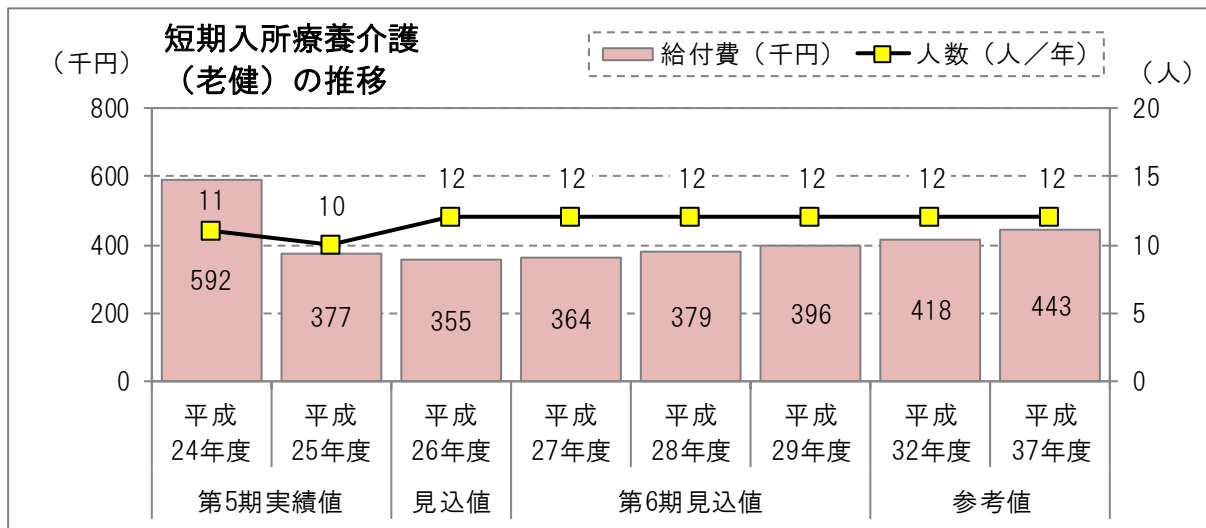 短期入所療養介護
（老健）の推移
（千円）
給付費（千円）
人数（人／年）
（人）
800
600
400
200
0
20
15
10
5
0
11
10
12
12
12
12
12
12
592
377
355
364
379
396
418
443
平成
24年度
平成
25年度
平成
26年度
平成
27年度
平成
28年度
平成
29年度
平成
32年度
平成
37年度
第5期実績値
見込値
第6期見込値
参考値